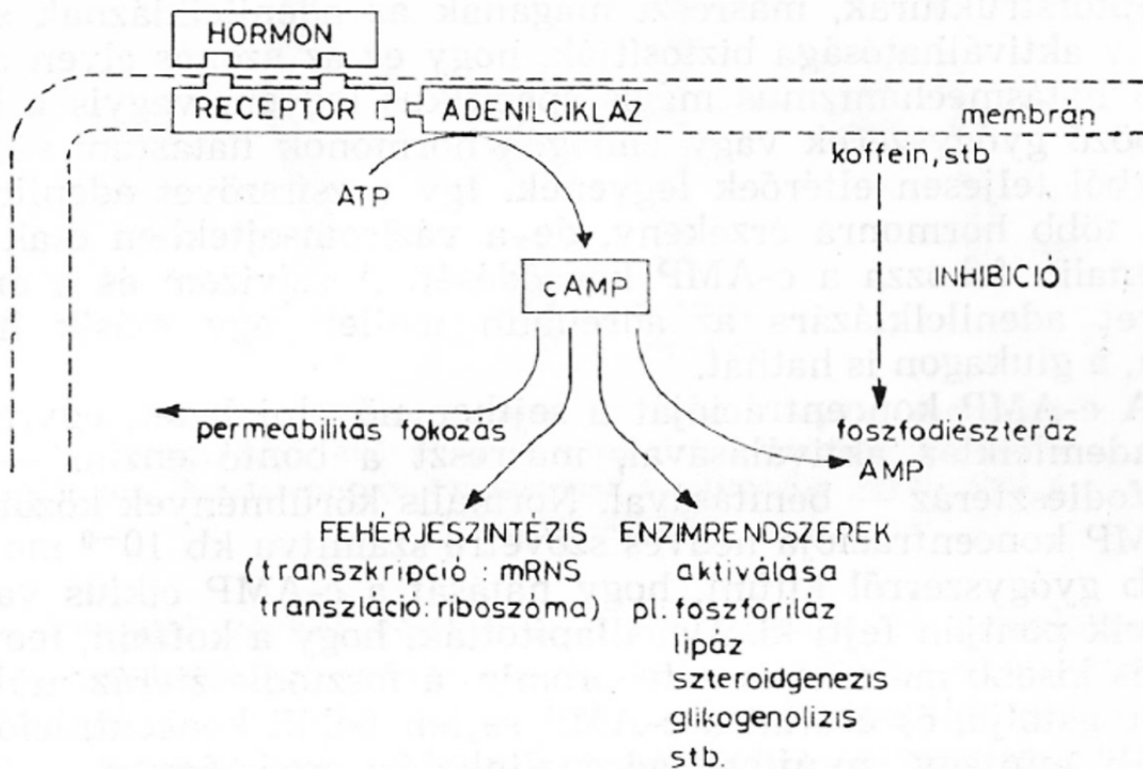 HORMON
RECEPTOR
ADENILCIKLÁZ
membrán
koffein, stb
ATP
cAMP
INHIBICIÓ
permeabilitás fokozás
foszfodiészteráz
AMP
FEHÉRJESZINTÉZIS
(transzkripció: mRNS
transzláció: riboszóma)
ENZIMRENDSZEREK
aktiválása
pl. foszforiláz
lipáz
szteroidgenezis
glikogenolizis
stb.